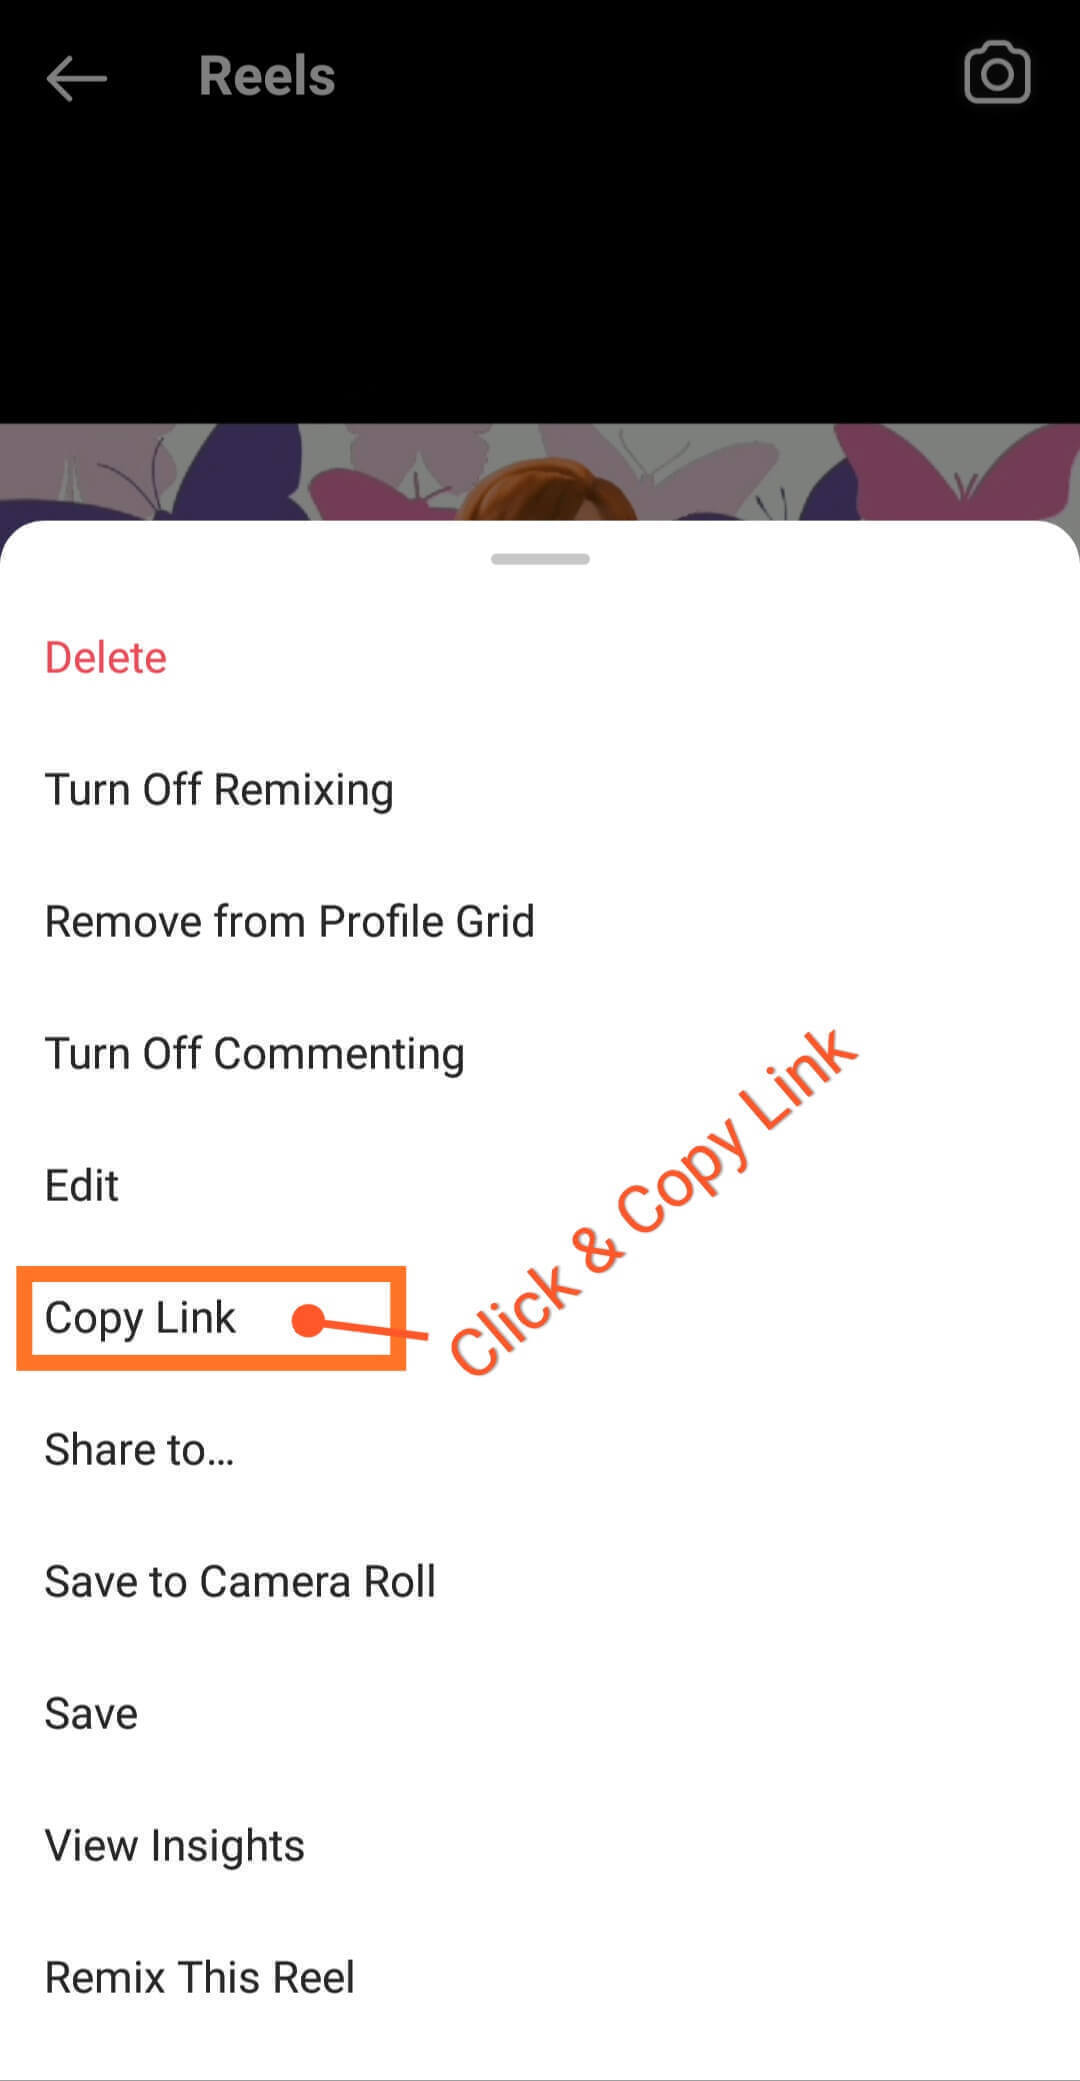 Reels
Delete
Turn Off Remixing
Remove from Profile Grid
Turn Off Commenting
Edit
Copy Link
Click & Copy Link
Share to...
Save to Camera Roll
Save
View Insights
Remix This Reel